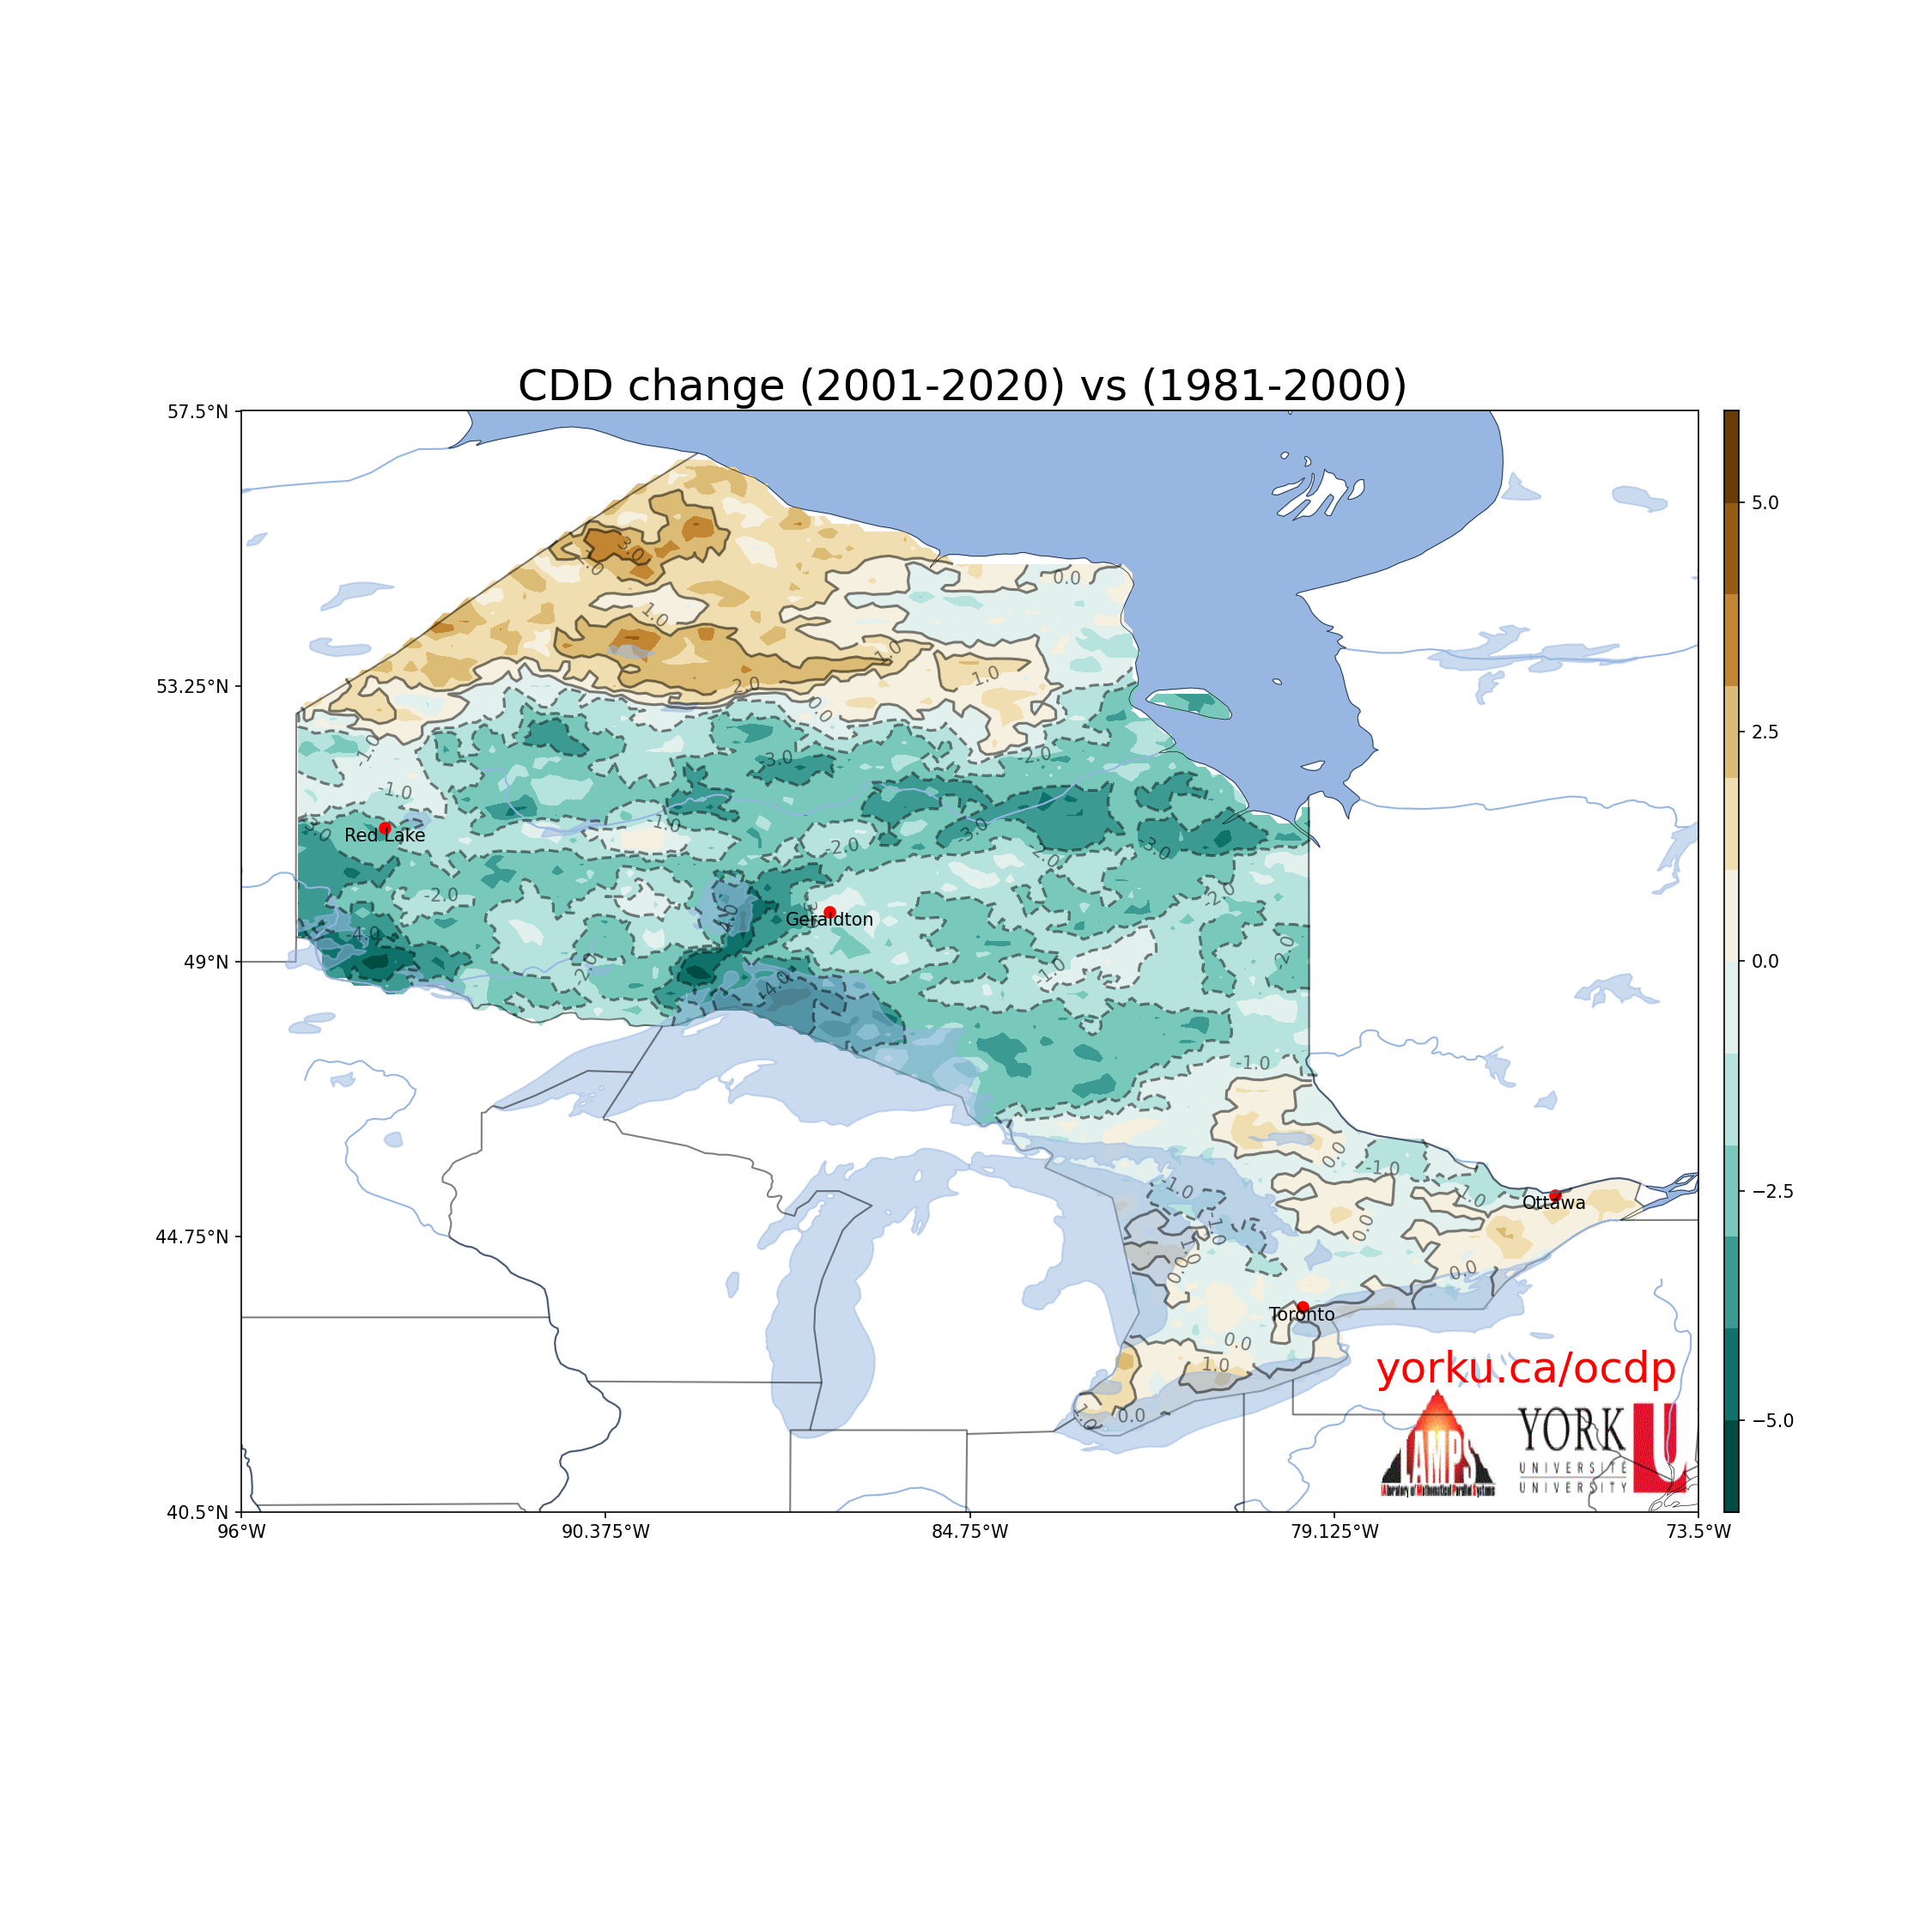 CDD change (2001-2020) vs (1981-2000)
57.5°N
53.25°N
49°N
44.75°N
40.5°N
96°W
90.375°W
84.75°W
79.125°W
73.5°W
5.0
2.5
0.0
−2.5
−5.0
3.0
1.0
0.0
1.0
1.0
1.0
2.0
0.0
-1.0
-3.0
-2.0
-1.0
-3.0
Red Lake
-1.0
-2.0
-3.0
-2.0
-3.0
-2.0
-2.0
Geraldton
-4.0
-4.0
-2.0
-2.0
-1.0
-4.0
-1.0
0.0
-1.0
-1.0
-1.0
Ottawa
-1.0
0.0
-1.0
0.0
0.0
Toronto
0.0
1.0
1.0
0.0
yorku.ca/ocdp
LAMPS
LAboratory of Mathematical Parallel Systems
YORK U
UNIVERSITÉ
UNIVERSITY